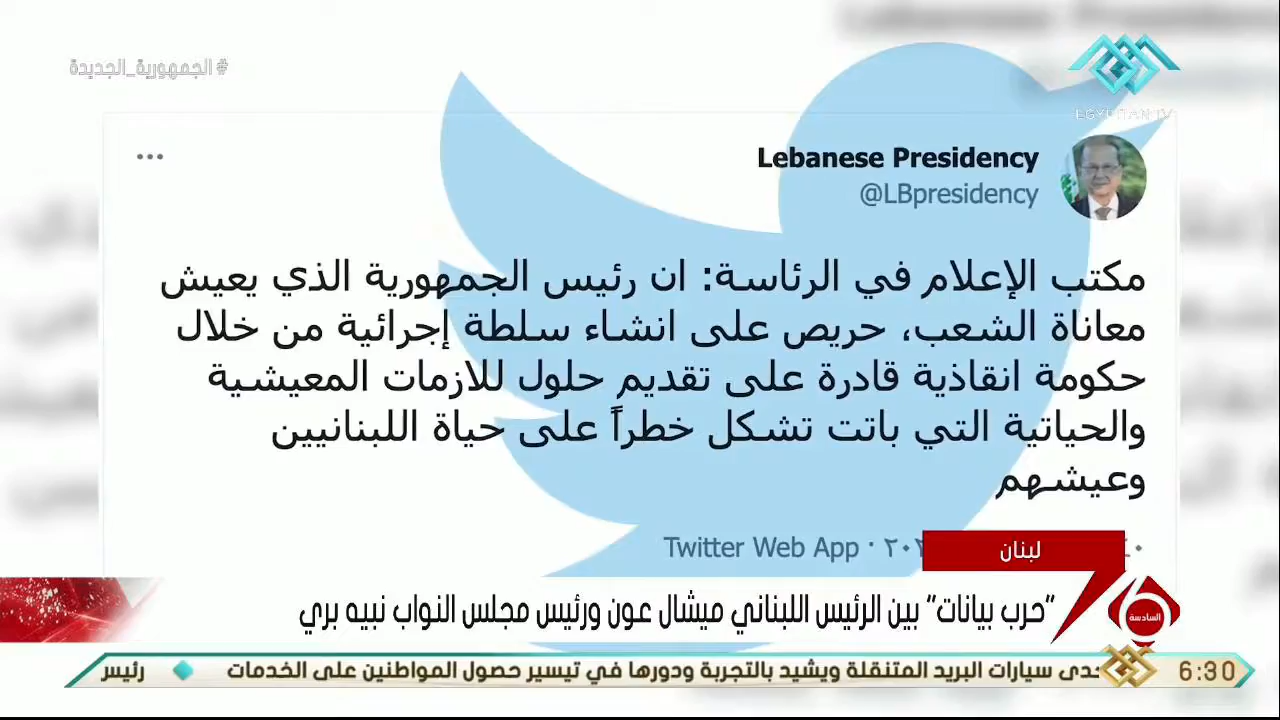 #الجمهورية_الجديدة
EGYPTIAN TV
Lebanese Presidency
@LBpresidency
مكتب الإعلام في الرئاسة: ان رئيس الجمهورية الذي يعيش
معاناة الشعب، حريص على انشاء سلطة إجرائية من خلال
حكومة انقاذية قادرة على تقديم حلول للازمات المعيشية
والحياتية التي باتت تشكل خطراً على حياة اللبنانيين
وعيشهم
Twitter Web App ·
لبنان
"حرب بيانات" بين الرئيس اللبناني ميشال عون ورئيس مجلس النواب نبيه بري
السادسة
سيارات البريد المتنقلة ويشيد بالتجربة ودورها في تيسير حصول المواطنين على الخدمات رئيس
6:30